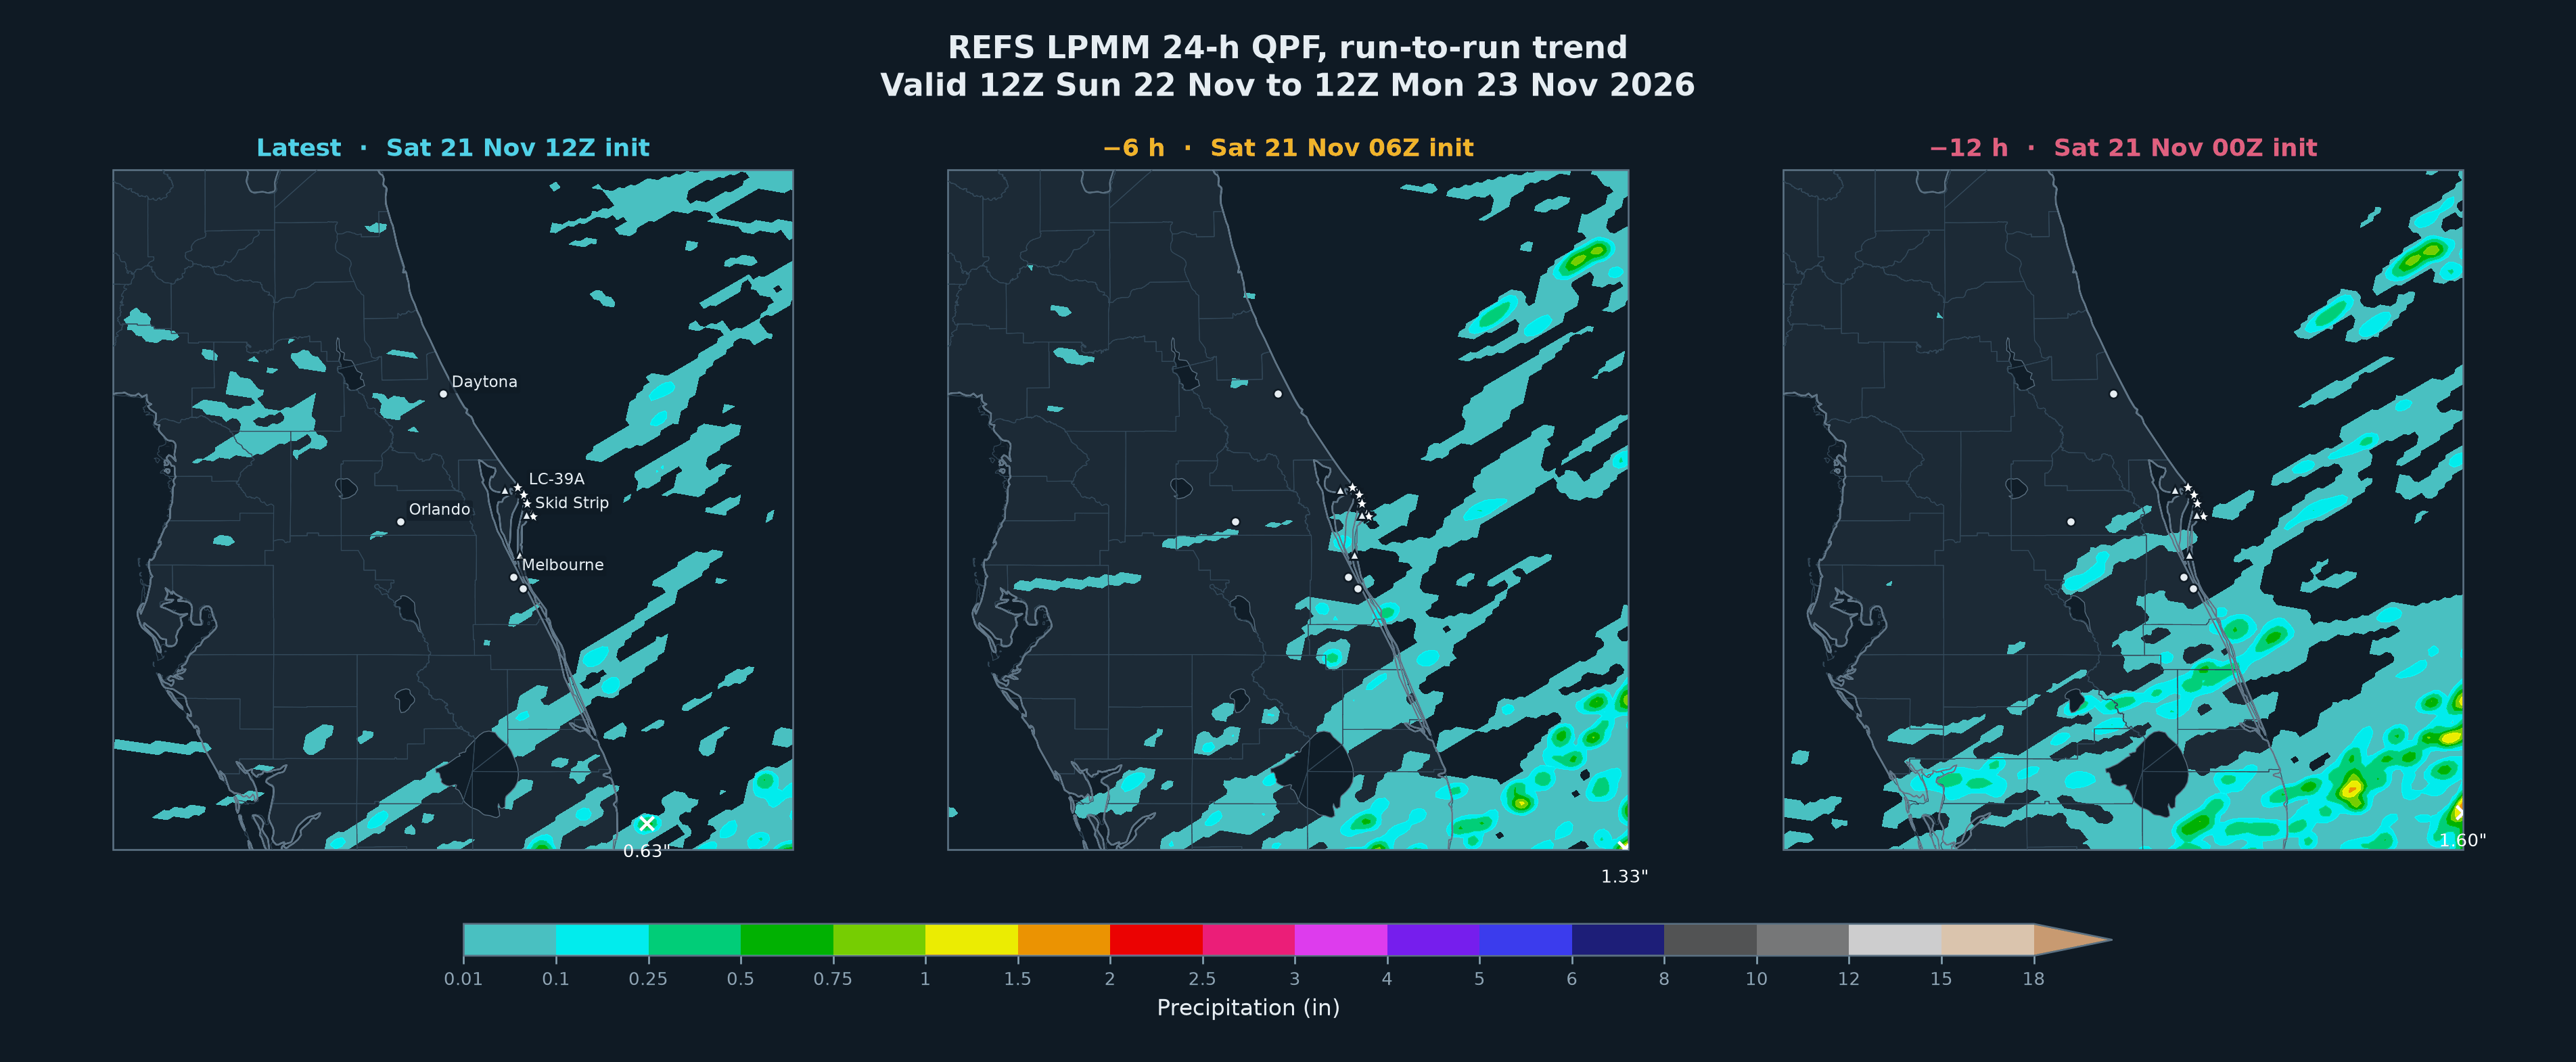 REFS LPMM 24-h QPF, run-to-run trend
Valid 12Z Sun 22 Nov to 12Z Mon 23 Nov 2026
Latest · Sat 21 Nov 12Z init
−6 h · Sat 21 Nov 06Z init
−12 h · Sat 21 Nov 00Z init
Daytona
LC-39A
Skid Strip
Orlando
Melbourne
0.63"
1.33"
1.60"
0.01 0.1 0.25 0.5 0.75 1 1.5 2 2.5 3 4 5 6 8 10 12 15 18
Precipitation (in)